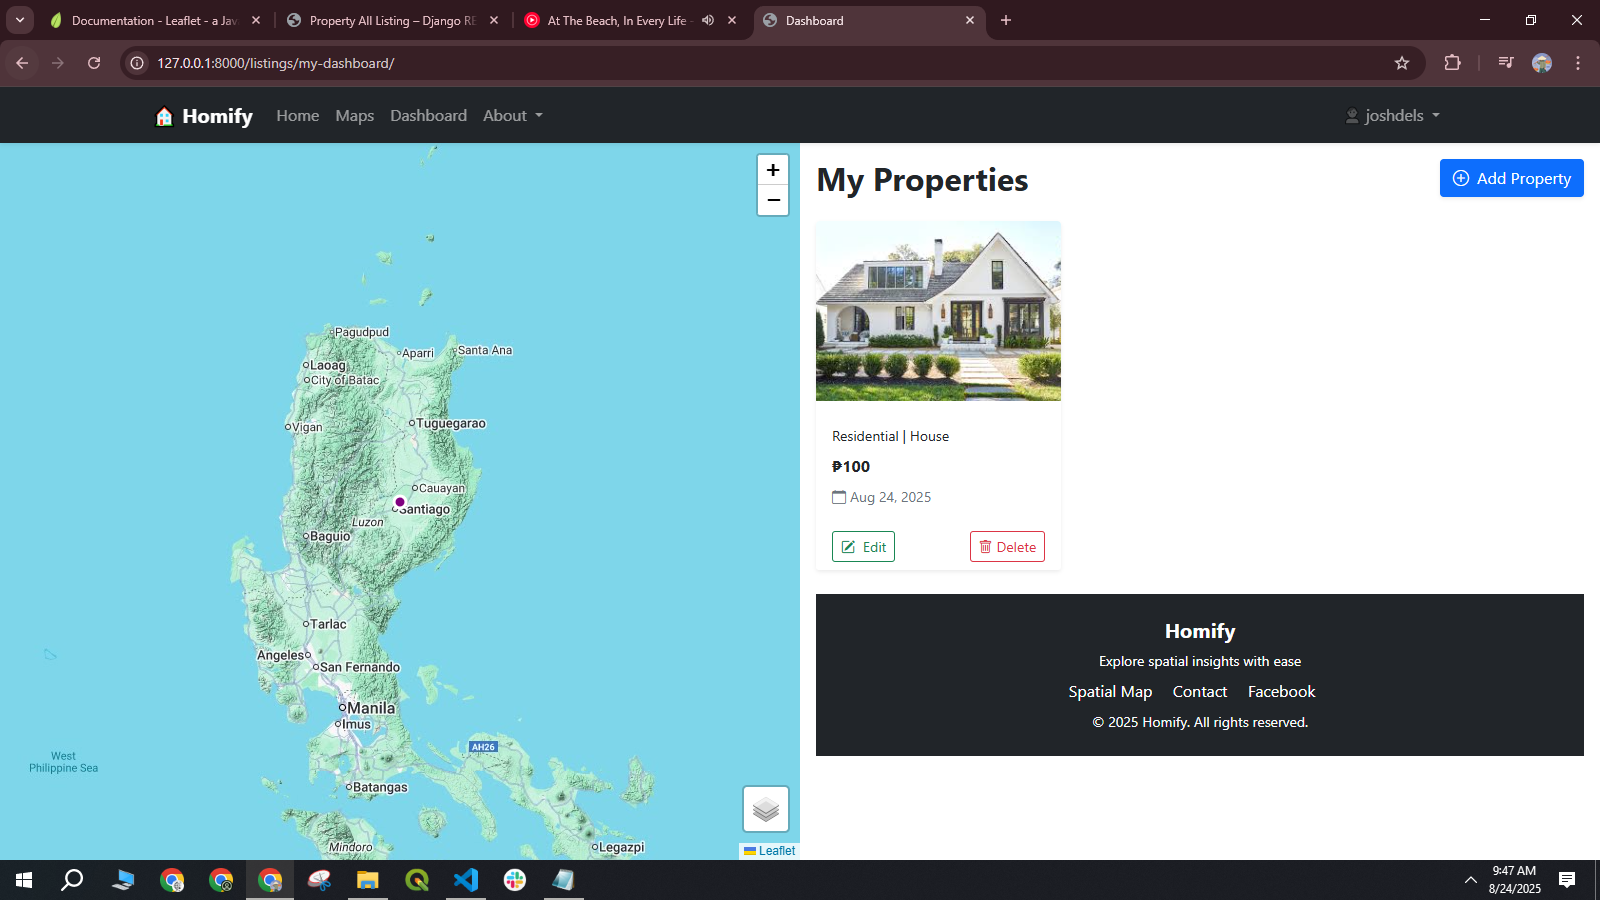 Documentation - Leaflet - a Jav
Property All Listing – Django RE
At The Beach, In Every Life -
Dashboard
127.0.0.1:8000/listings/my-dashboard/
Homify
Home
Maps
Dashboard
About
joshdels
+
−
Pagudpud
Aparri
Santa Ana
Laoag
City of Batac
Vigan
Tuguegarao
Cauayan
Santiago
Luzon
Baguio
Tarlac
Angeles
San Fernando
Manila
Imus
AH26
West
Philippine Sea
Batangas
Mindoro
Legazpi
Leaflet
My Properties
Add Property
Residential | House
₱100
Aug 24, 2025
Edit
Delete
Homify
Explore spatial insights with ease
Spatial Map Contact Facebook
© 2025 Homify. All rights reserved.
9:47 AM
8/24/2025